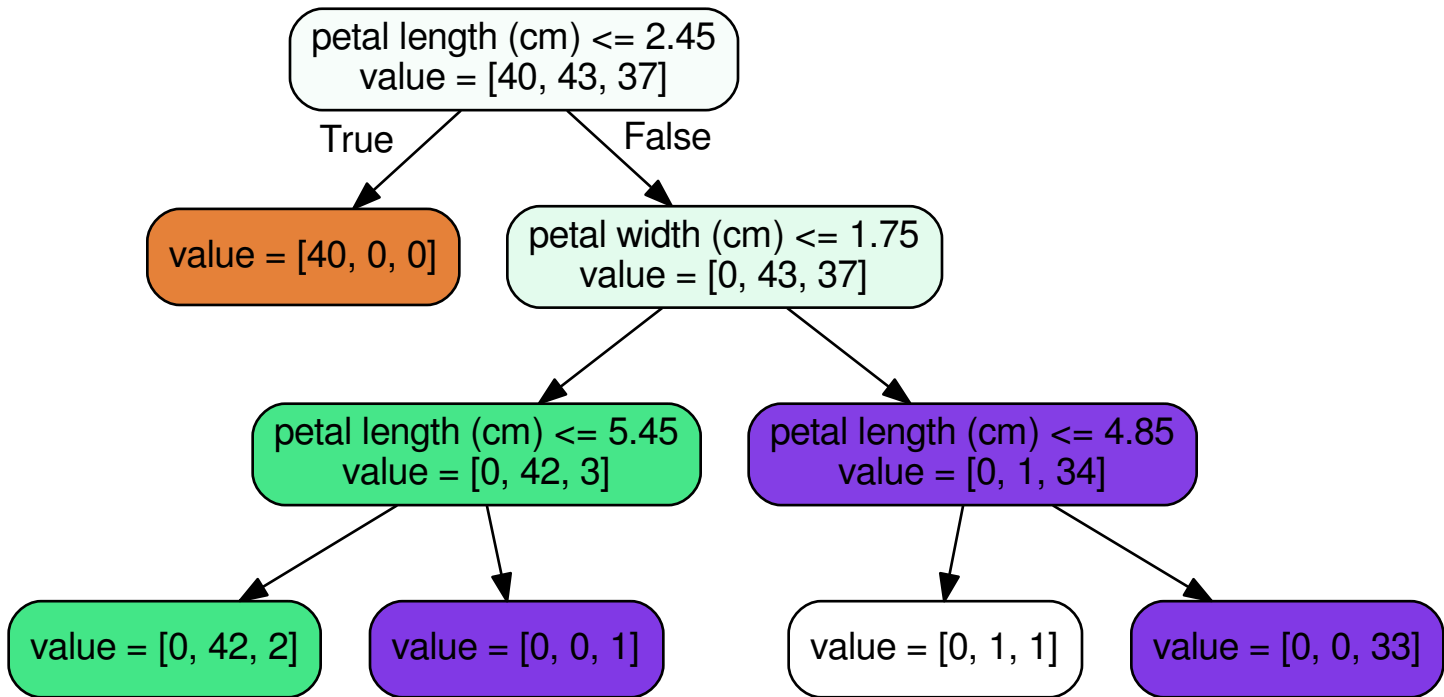 petal length (cm) <= 2.45
value = [40, 43, 37]
True
False
value = [40, 0, 0]
petal width (cm) <= 1.75
value = [0, 43, 37]
petal length (cm) <= 5.45
value = [0, 42, 3]
petal length (cm) <= 4.85
value = [0, 1, 34]
value = [0, 42, 2]
value = [0, 0, 1]
value = [0, 1, 1]
value = [0, 0, 33]